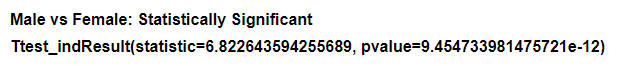 Male vs Female: Statistically Significant
Ttest_indResult(statistic=6.822643594255689, pvalue=9.454733981475721e-12)